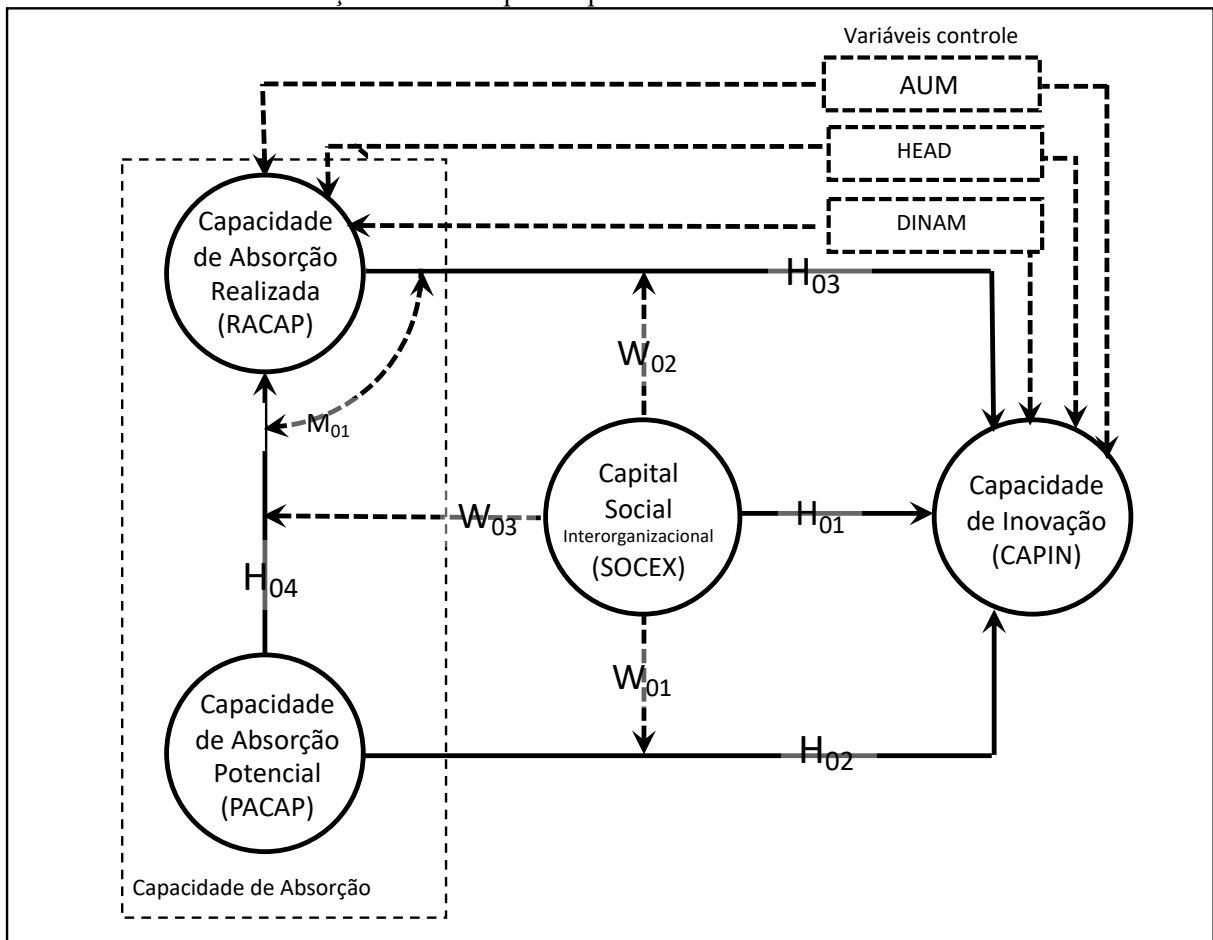 Variáveis controle
AUM
HEAD
DINAM
Capacidade
de Absorção
Realizada
(RACAP)
H03
W02
M01
Capital
Social
Interorganizacional
(SOCEX)
Capacidade
de Inovação
(CAPIN)
W03
H01
H04
W01
Capacidade
de Absorção
Potencial
(PACAP)
H02
Capacidade de Absorção